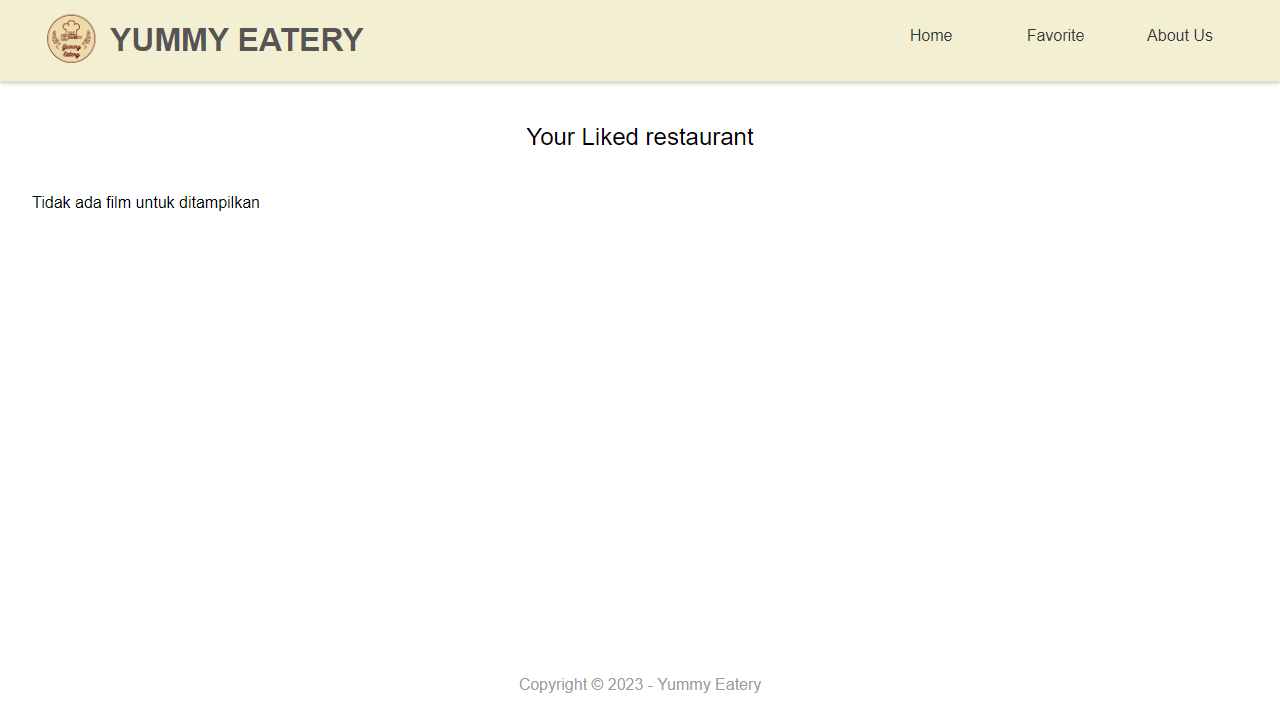 Yummy
Eatery
YUMMY EATERY
Home
Favorite
About Us
Your Liked restaurant
Tidak ada film untuk ditampilkan
Copyright © 2023 - Yummy Eatery